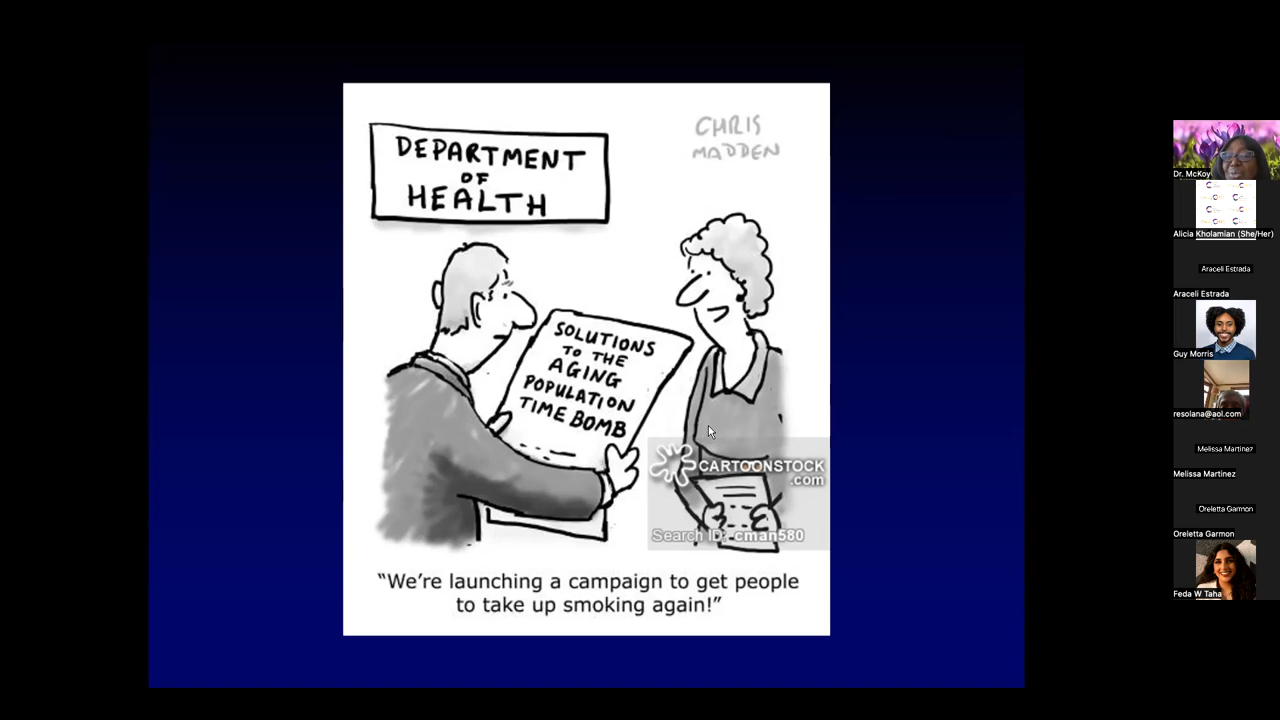 DEPARTMENT
OF
HEALTH
CHRIS
MADDEN
SOLUTIONS
TO THE
AGING
POPULATION
TIME BOMB
CARTOONSTOCK
.com
Search ID: cman580
“We’re launching a campaign to get people
to take up smoking again!”
Dr. McKoy
Alicia Kholamian (She/Her)
Araceli Estrada
Araceli Estrada
Guy Morris
resolana@aol.com
Melissa Martinez
Melissa Martinez
Oreletta Garmon
Oreletta Garmon
Feda W Taha